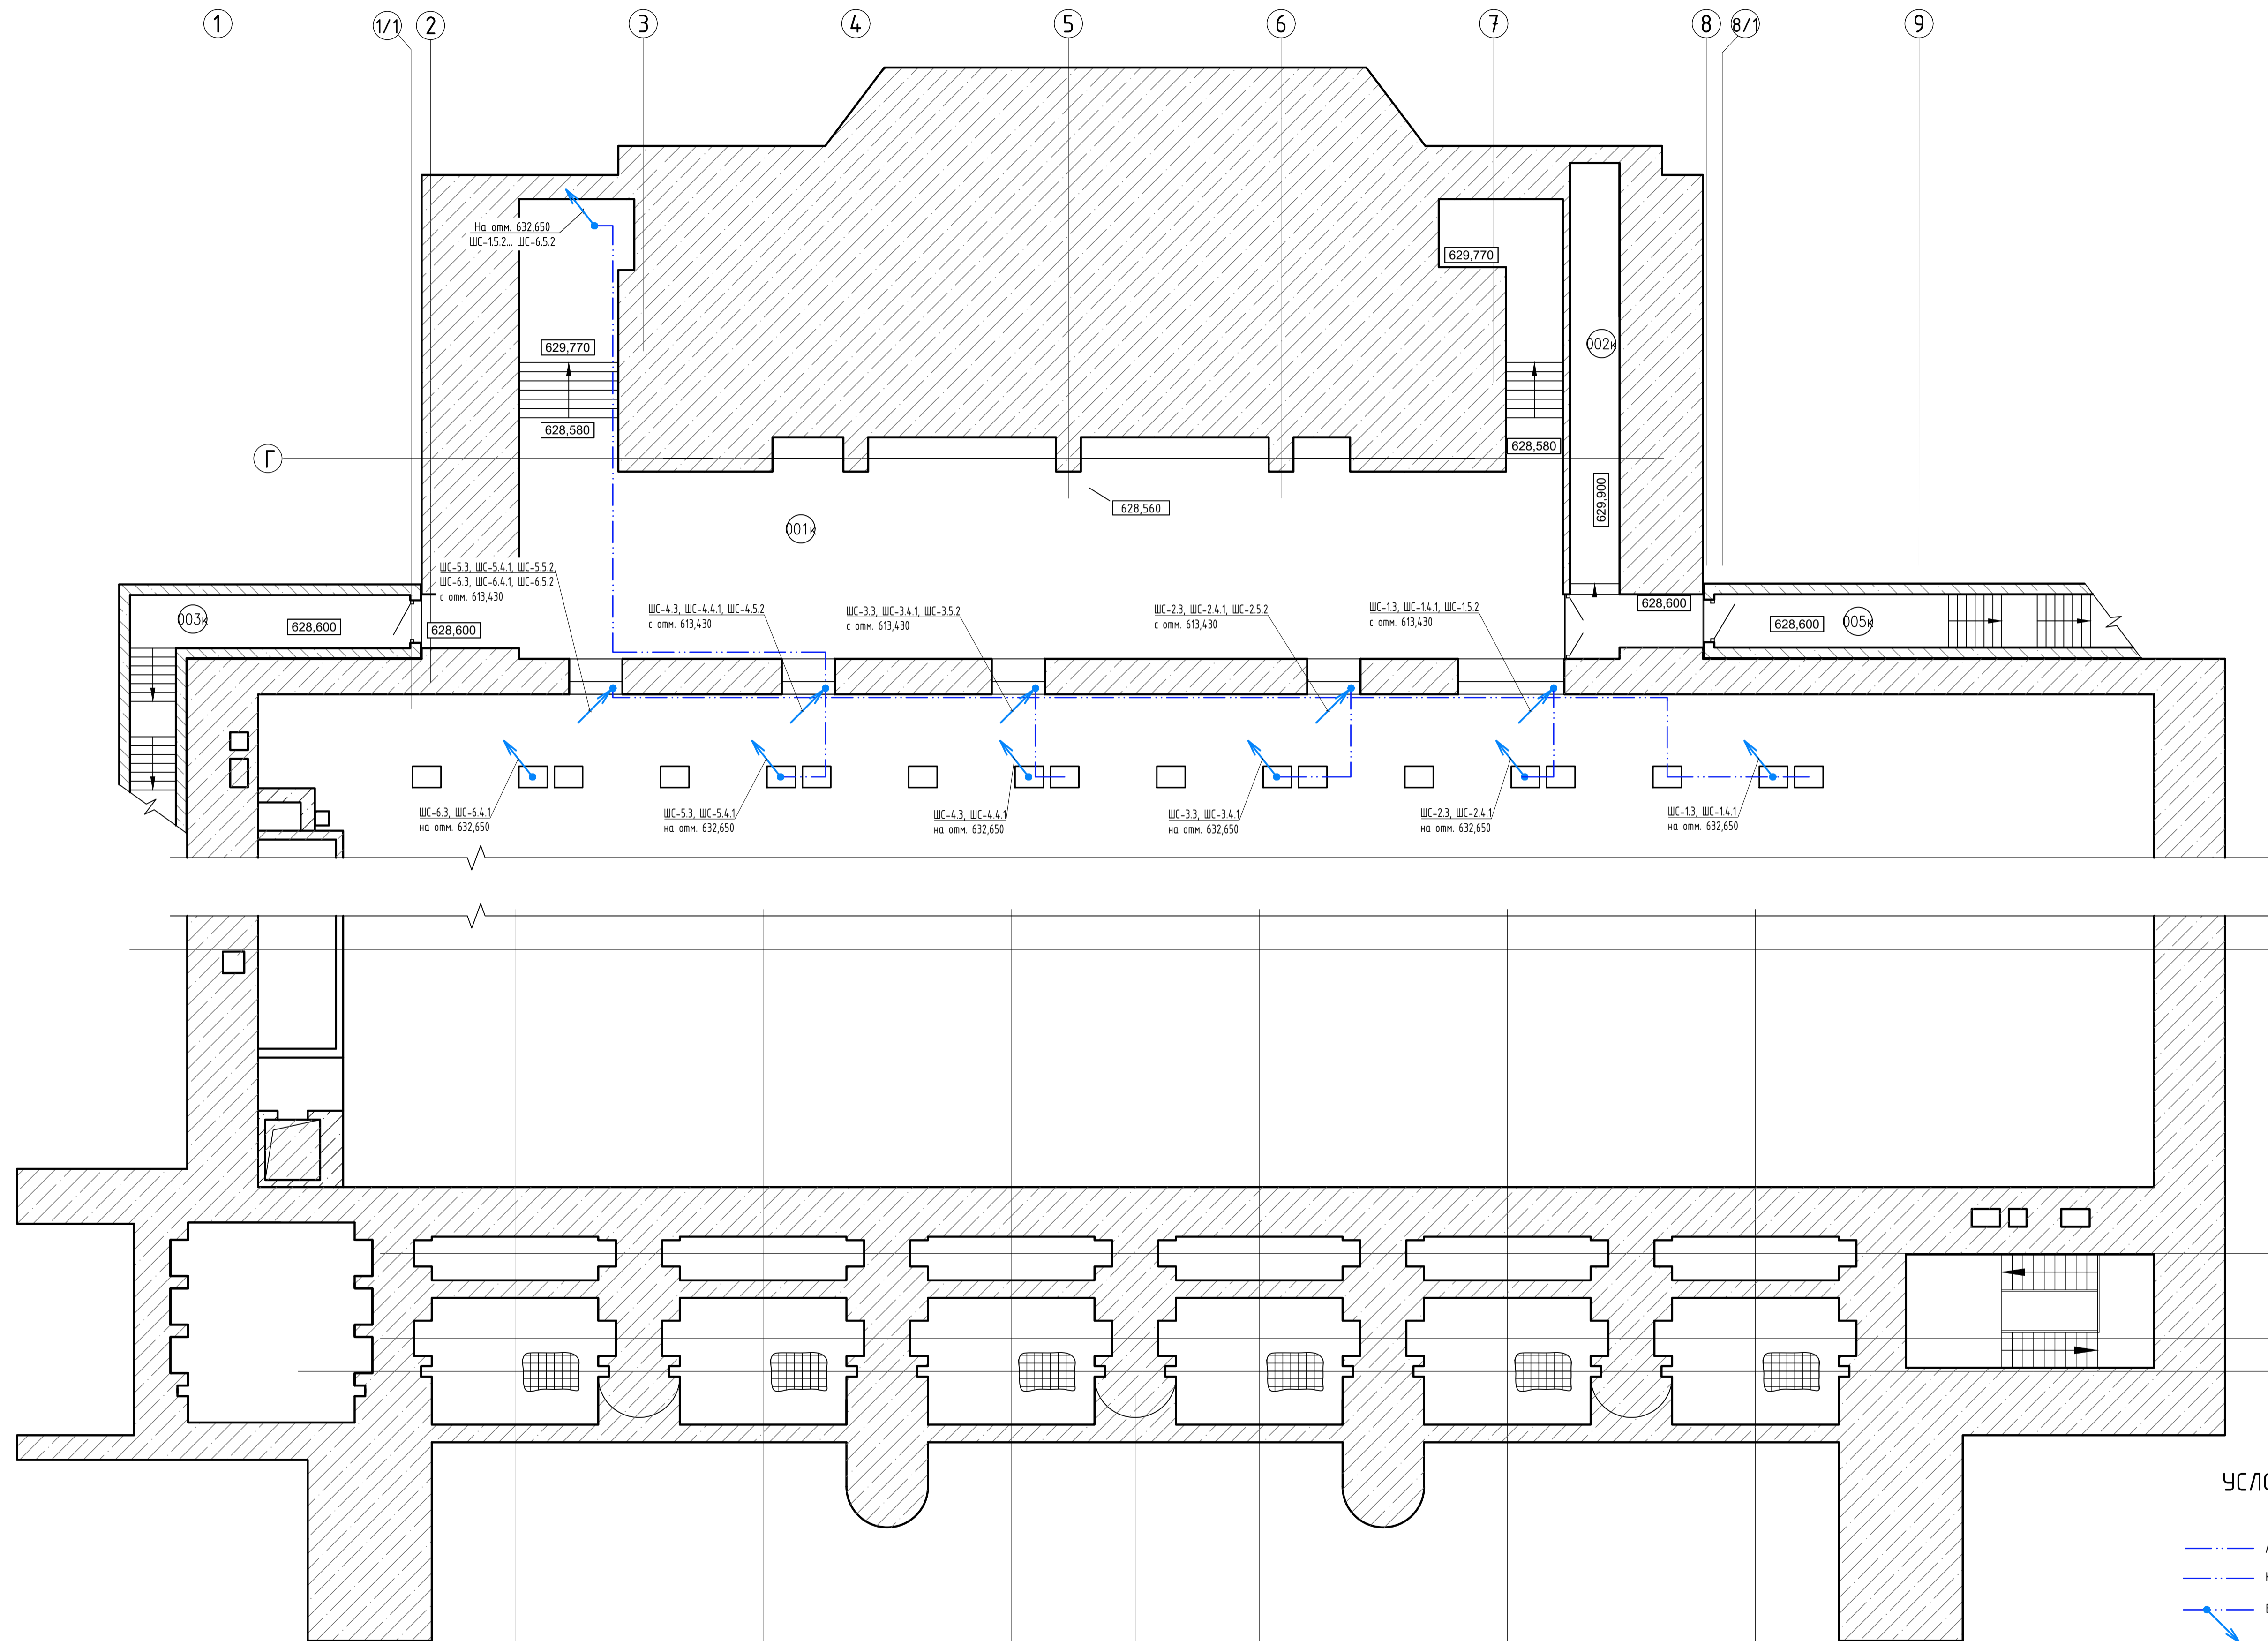 1
1/1
2
3
4
5
6
7
8
8/1
9
На отм. 632,650
ШС-1.5.2... ШС-6.5.2
629,770
002к
629,770
628,580
628,580
Г
629,900
628,560
001к
ШС-5.3, ШС-5.4.1, ШС-5.5.2,
ШС-6.3, ШС-6.4.1, ШС-6.5.2
с отм. 613,430
ШС-4.3, ШС-4.4.1, ШС-4.5.2
с отм. 613,430
ШС-3.3, ШС-3.4.1, ШС-3.5.2
с отм. 613,430
ШС-2.3, ШС-2.4.1, ШС-2.5.2
с отм. 613,430
ШС-1.3, ШС-1.4.1, ШС-1.5.2
с отм. 613,430
628,600
003к
628,600
628,600
628,600
005к
ШС-6.3, ШС-6.4.1
на отм. 632,650
ШС-5.3, ШС-5.4.1
на отм. 632,650
ШС-4.3, ШС-4.4.1
на отм. 632,650
ШС-3.3, ШС-3.4.1
на отм. 632,650
ШС-2.3, ШС-2.4.1
на отм. 632,650
ШС-1.3, ШС-1.4.1
на отм. 632,650